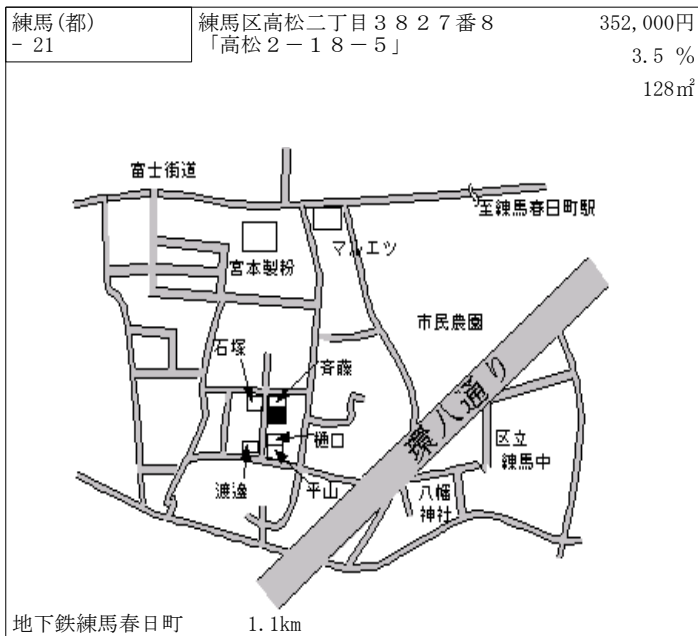 練馬(都)
- 21
練馬区高松二丁目3827番8
「高松2－18－5」
352,000円
3.5 %
128㎡
富士街道
至練馬春日町駅
マルエツ
宮本製粉
市民農園
石塚
斉藤
環八通り
樋口
区立
練馬中
渡邉
平山
八幡
神社
地下鉄練馬春日町
1.1km